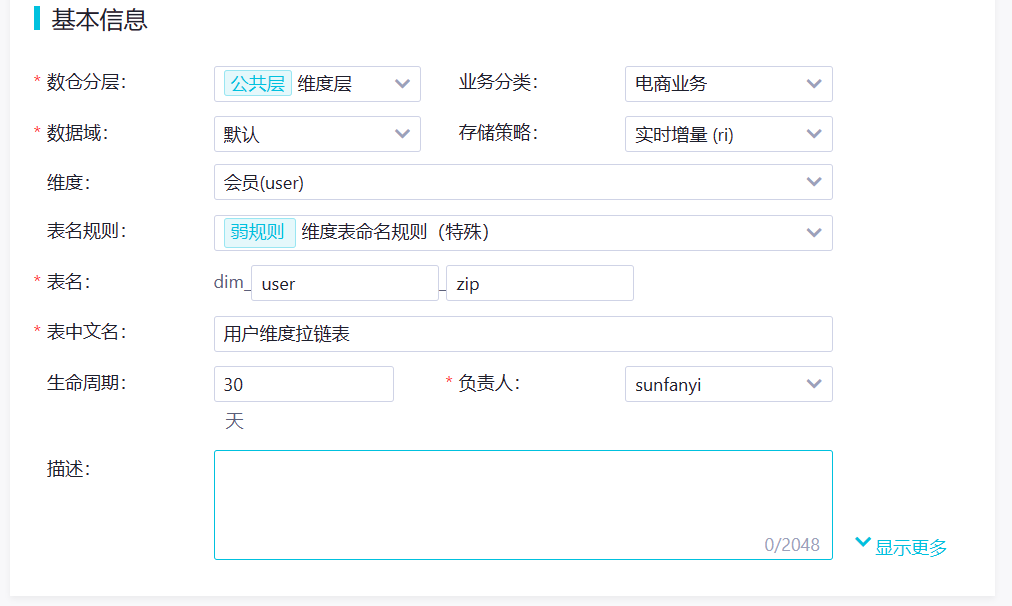 基本信息
* 数仓分层: 公共层 维度层 业务分类: 电商业务
* 数据域: 默认 存储策略: 实时增量 (ri)
维度: 会员(user)
表名规则: 弱规则 维度表命名规则（特殊）
* 表名: dim_ user _ zip
* 表中文名: 用户维度拉链表
生命周期: 30 * 负责人: sunfanyi
天
描述:
0/2048 显示更多